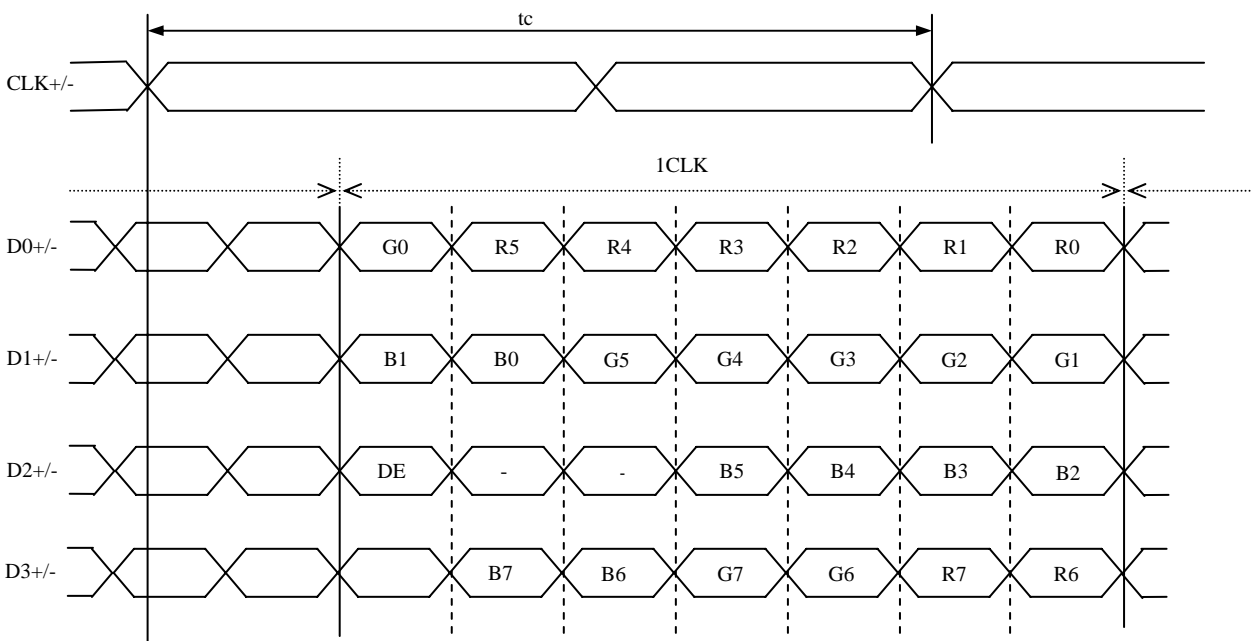 tc
CLK+/-
1CLK
D0+/- G0 R5 R4 R3 R2 R1 R0
D1+/- B1 B0 G5 G4 G3 G2 G1
D2+/- DE - - B5 B4 B3 B2
D3+/- B7 B6 G7 G6 R7 R6